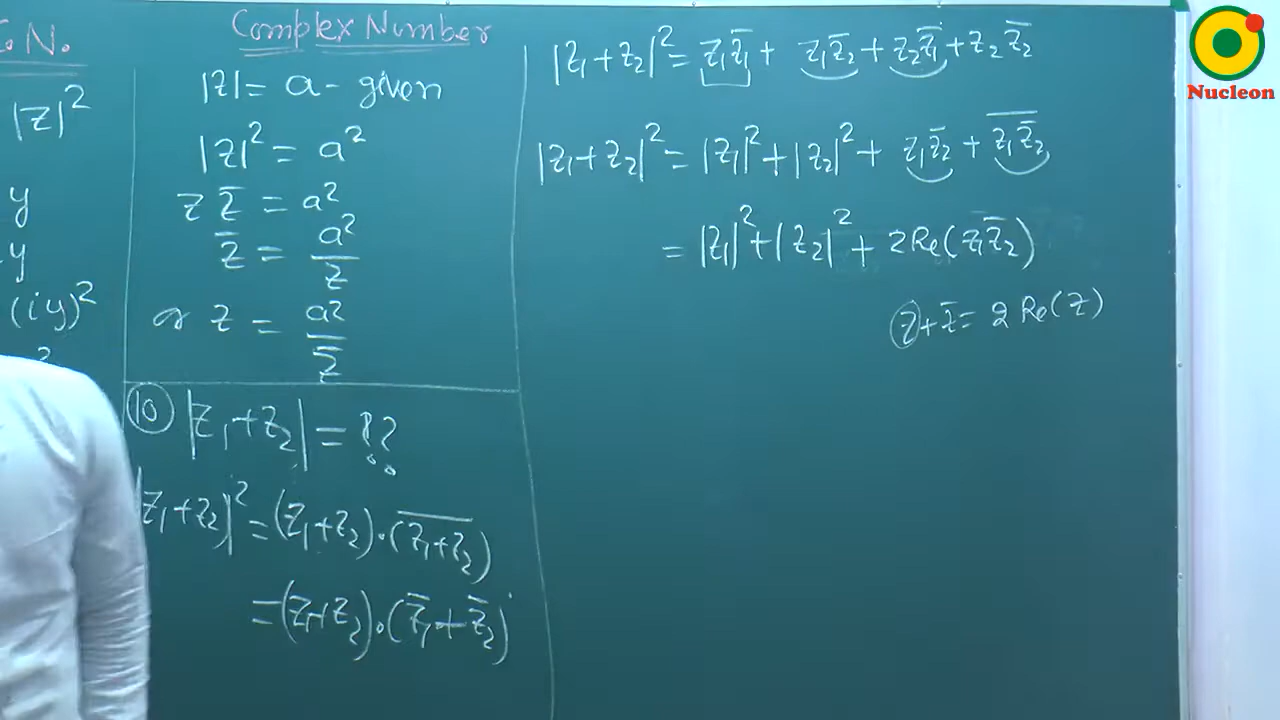 C.N.
|z|²
y
y
(iy)²
Complex Number
|z| = a - given
|z|² = a²
z z̄ = a²
z̄ = a²/z
or z = a²/z̄
⑩ |z₁+z₂| = ??
|z₁+z₂|² = (z₁+z₂)·(z₁+z₂)̅
= (z₁+z₂)·(z̄₁+z̄₂)
|z₁+z₂|² = z₁z̄₁ + z₁z̄₂ + z₂z̄₁ + z₂z̄₂
|z₁+z₂|² = |z₁|² + |z₂|² + z₁z̄₂ + \overline{z₁z̄₂}
= |z₁|² + |z₂|² + 2Re(z₁z̄₂)
z + z̄ = 2Re(z)
Nucleon